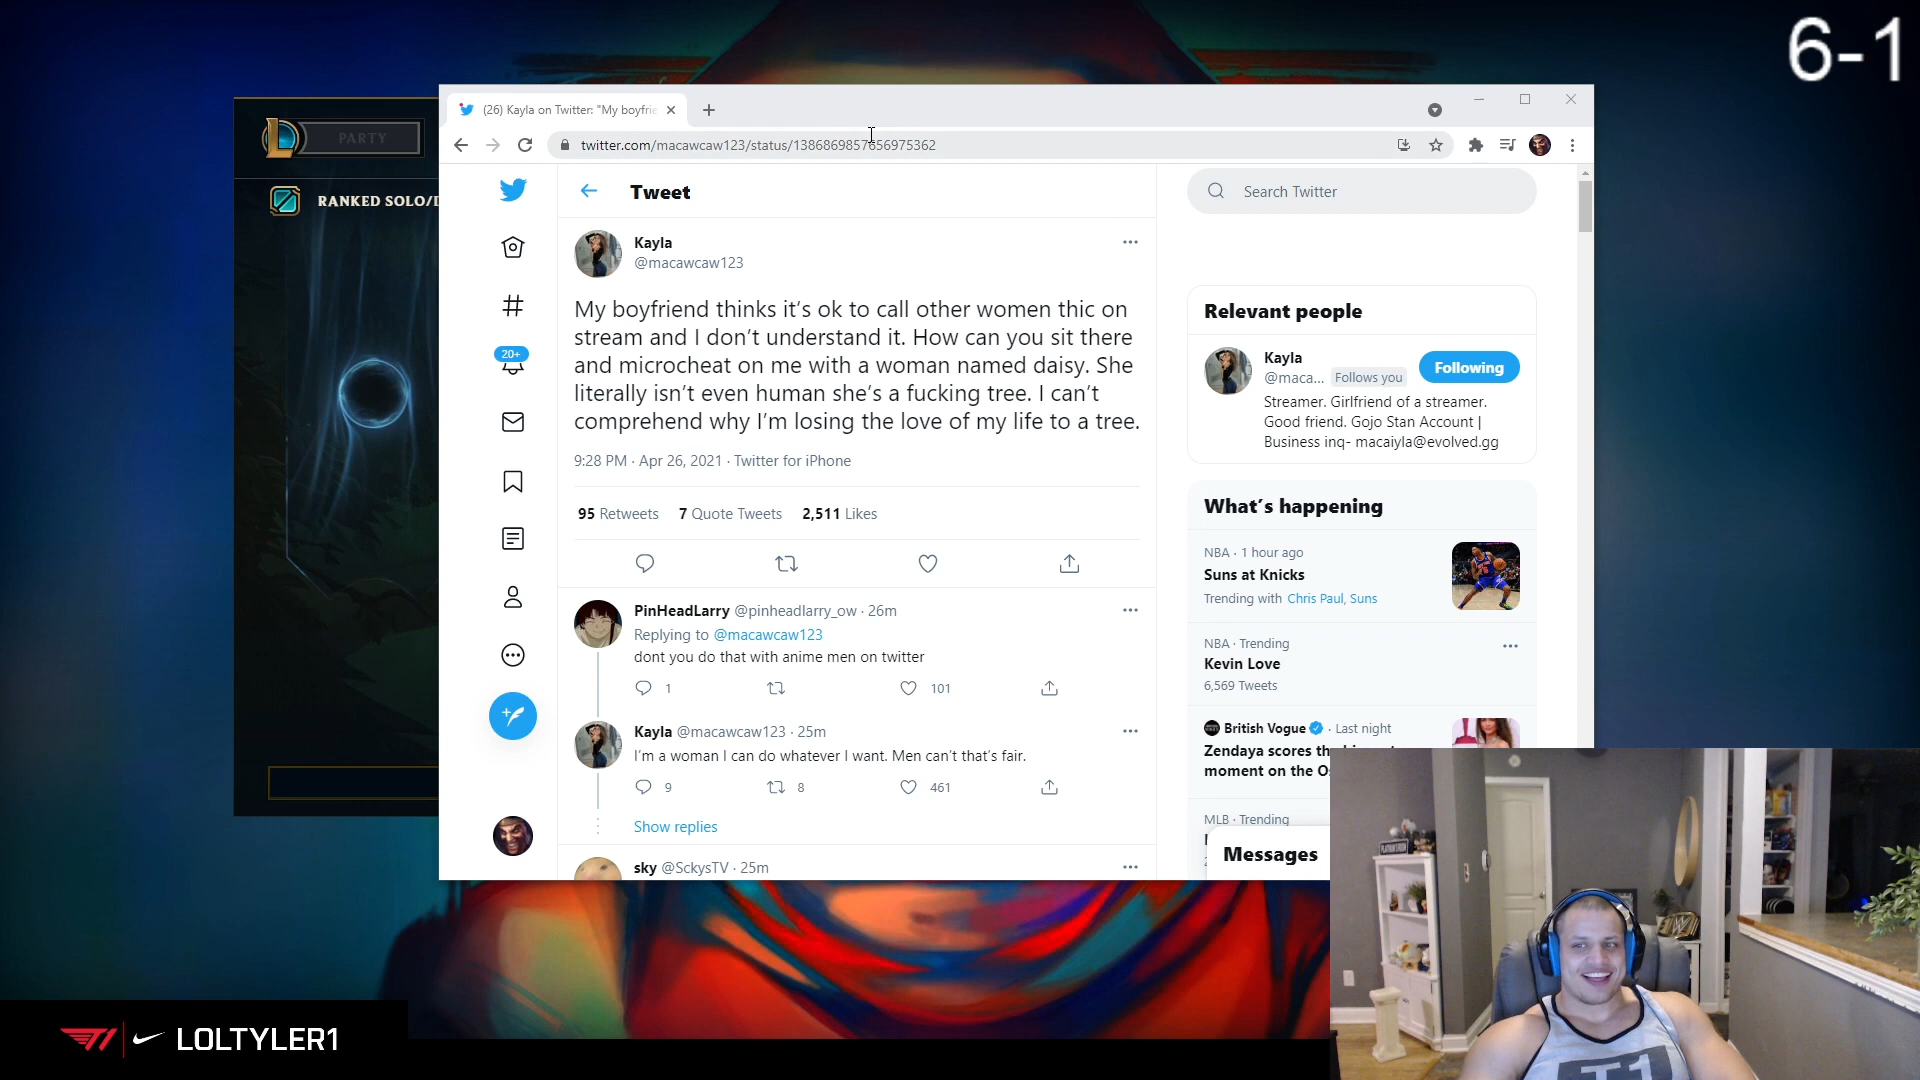 6-1
(26) Kayla on Twitter: "My boyfrie
PARTY
twitter.com/macawcaw123/status/1386869857656975362
RANKED SOLO/D
Tweet
Search Twitter
Kayla
@macawcaw123
My boyfriend thinks it's ok to call other women thic on
stream and I don't understand it. How can you sit there
and microcheat on me with a woman named daisy. She
literally isn't even human she's a fucking tree. I can't
comprehend why I'm losing the love of my life to a tree.
9:28 PM · Apr 26, 2021 · Twitter for iPhone
95 Retweets 7 Quote Tweets 2,511 Likes
20+
PinHeadLarry @pinheadlarry_ow · 26m
Replying to @macawcaw123
dont you do that with anime men on twitter
1 101
Kayla @macawcaw123 · 25m
I'm a woman I can do whatever I want. Men can't that's fair.
9 8 461
Show replies
sky @SckysTV · 25m
Relevant people
Kayla
@maca... Follows you
Following
Streamer. Girlfriend of a streamer.
Good friend. Gojo Stan Account |
Business inq- macaiyla@evolved.gg
What's happening
NBA · 1 hour ago
Suns at Knicks
Trending with Chris Paul, Suns
NBA · Trending
Kevin Love
6,569 Tweets
British Vogue · Last night
Zendaya scores th
moment on the O
MLB · Trending
Messages
T1
LOLTYLER1
T1